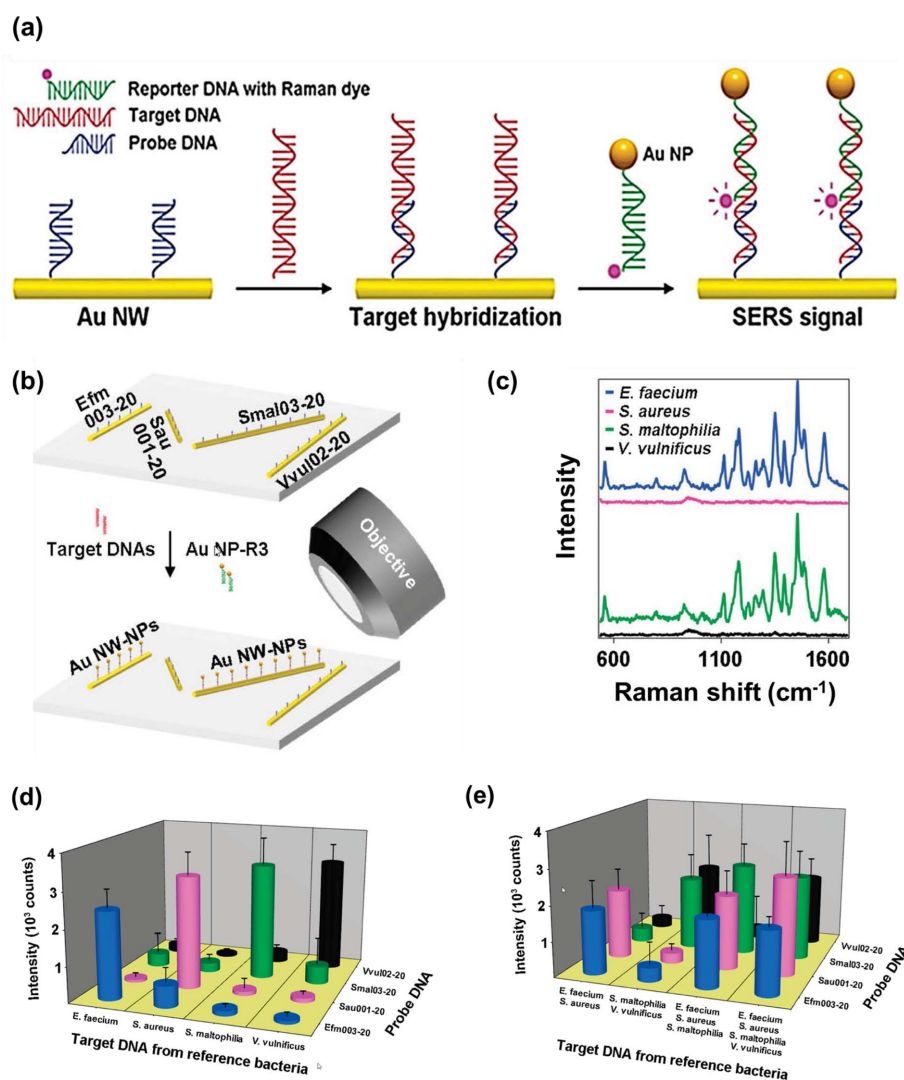 (a)
Reporter DNA with Raman dye
Target DNA
Probe DNA
Au NP
Au NW
Target hybridization
SERS signal
(b)
Efm
003-20
Sau
001-20
Smal03-20
Vvul02-20
Target DNAs
Au NP-R3
Objective
Au NW-NPs
Au NW-NPs
(c)
E. faecium
S. aureus
S. maltophilia
V. vulnificus
Intensity
600
1100
1600
Raman shift (cm-1)
(d)
4
3
2
1
Intensity (10³ counts)
Vvul02-20
Smal03-20
Sau001-20
Efm003-20
Probe DNA
E. faecium
S. aureus
S. maltophilia
V. vulnificus
Target DNA from reference bacteria
(e)
4
3
2
1
Intensity (10³ counts)
Vvul02-20
Smal03-20
Sau001-20
Efm003-20
Probe DNA
E. faecium
S. aureus
S. maltophilia
V. vulnificus
E. faecium
S. aureus
S. maltophilia
E. faecium
S. aureus
S. maltophilia
V. vulnificus
Target DNA from reference bacteria